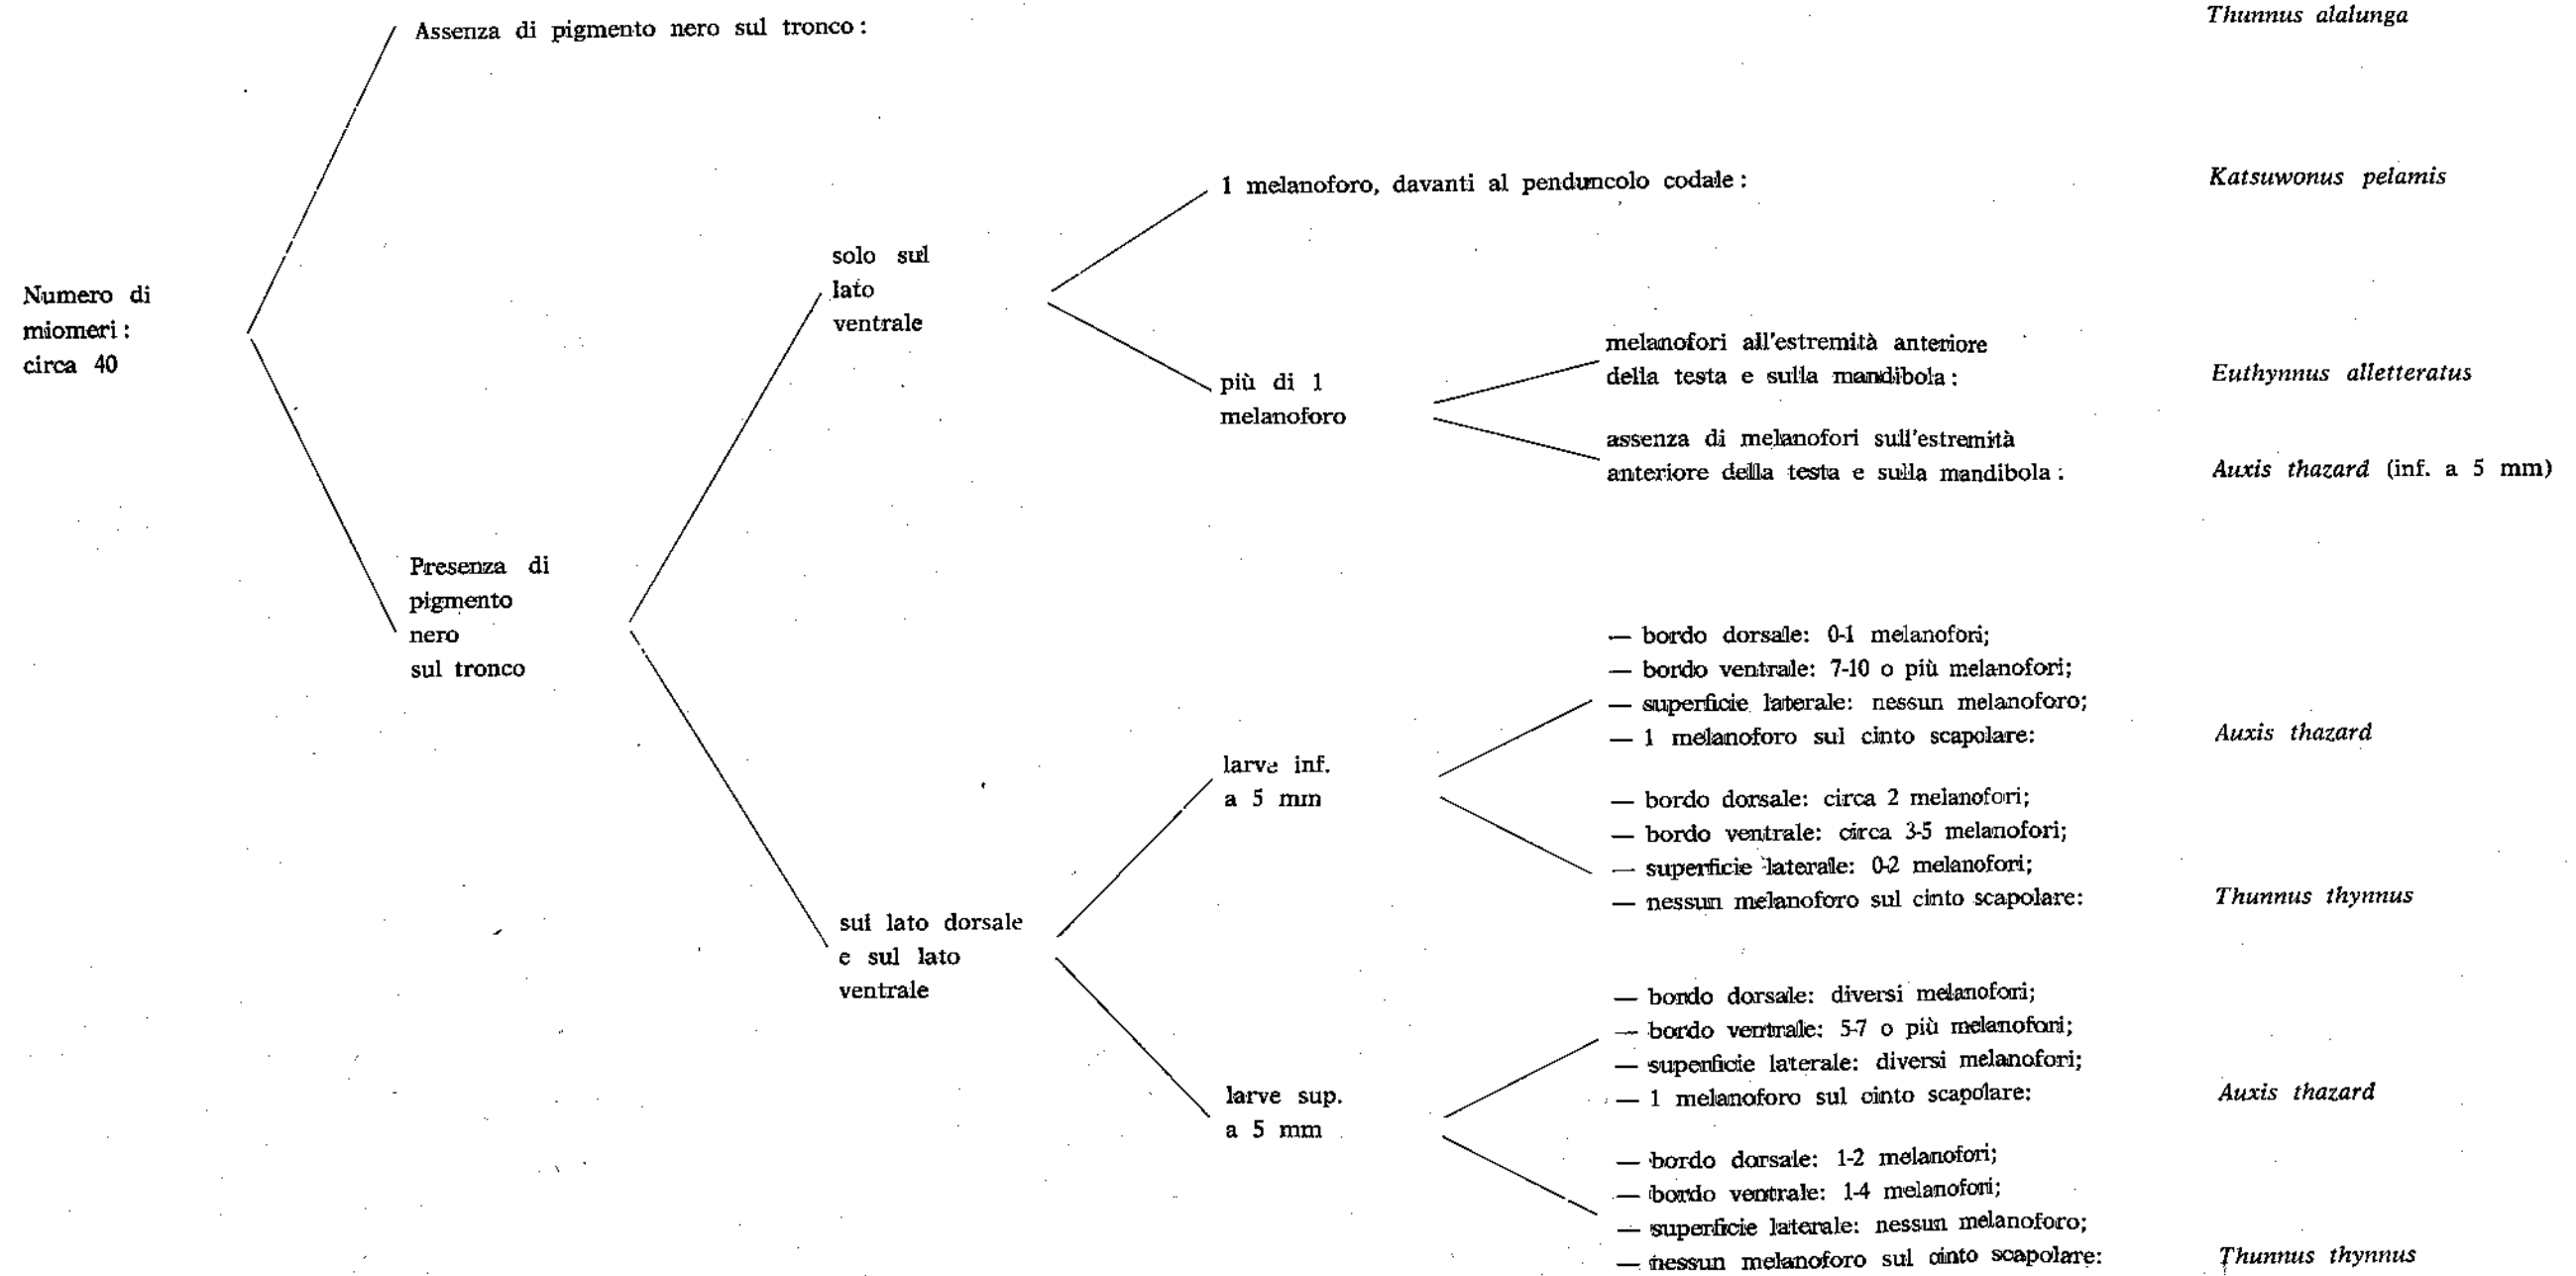 Assenza di pigmento nero sul tronco:
Thunnus alalunga
1 melanoforo, davanti al penduncolo codale:
Katsuwonus pelamis
solo sul
lato
ventrale
Numero di
miomeri:
circa 40
melanofori all'estremità anteriore
della testa e sulla mandibola:
Euthynnus alletteratus
più di 1
melanoforo
assenza di melanofori sull'estremità
anteriore della testa e sulla mandibola:
Auxis thazard (inf. a 5 mm)
Presenza di
pigmento
nero
sul tronco
— bordo dorsale: 0-1 melanofori;
— bordo ventrale: 7-10 o più melanofori;
— superficie laterale: nessun melanoforo;
— 1 melanoforo sul cinto scapolare:
Auxis thazard
larve inf.
a 5 mm
— bordo dorsale: circa 2 melanofori;
— bordo ventrale: circa 3-5 melanofori;
— superficie laterale: 0-2 melanofori;
— nessun melanoforo sul cinto scapolare:
Thunnus thynnus
sul lato dorsale
e sul lato
ventrale
— bordo dorsale: diversi melanofori;
— bordo ventrale: 5-7 o più melanofori;
— superficie laterale: diversi melanofori;
— 1 melanoforo sul cinto scapolare:
Auxis thazard
larve sup.
a 5 mm
— bordo dorsale: 1-2 melanofori;
— bordo ventrale: 1-4 melanofori;
— superficie laterale: nessun melanoforo;
— nessun melanoforo sul cinto scapolare:
Thunnus thynnus